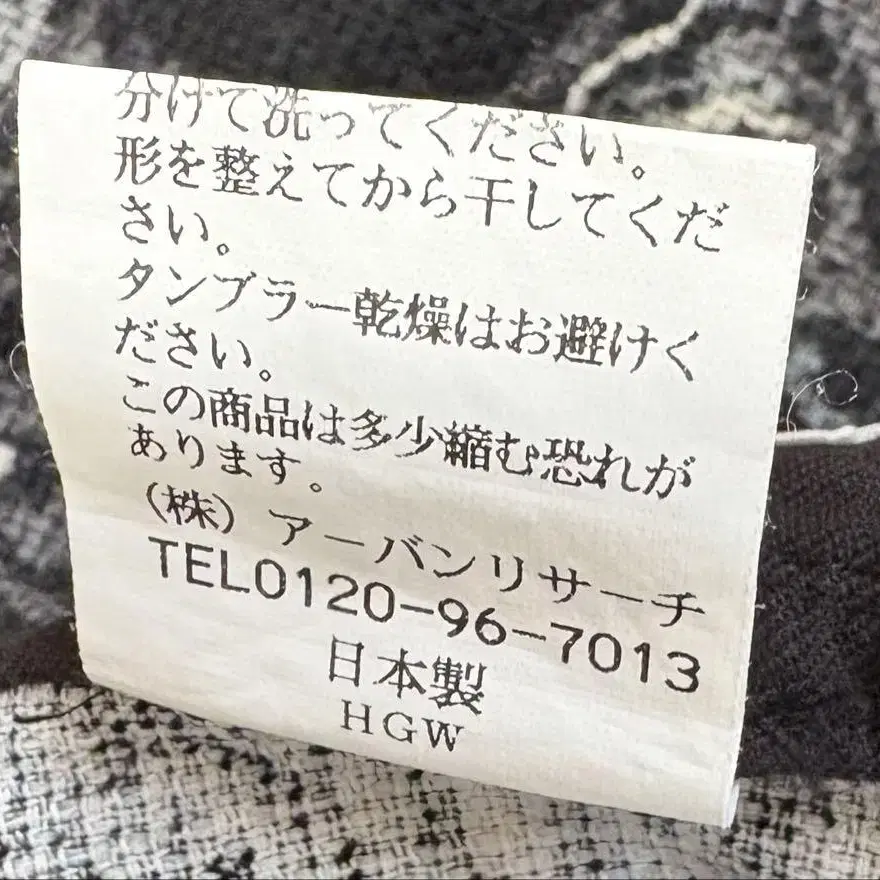 分けて洗ってください。
形を整えてから干してくだ
さい。
タンブラー乾燥はお避けく
ださい。
この商品は多少縮む恐れが
あります。
(株)アーバンリサーチ
TEL0120-96-7013
日本製
HGW